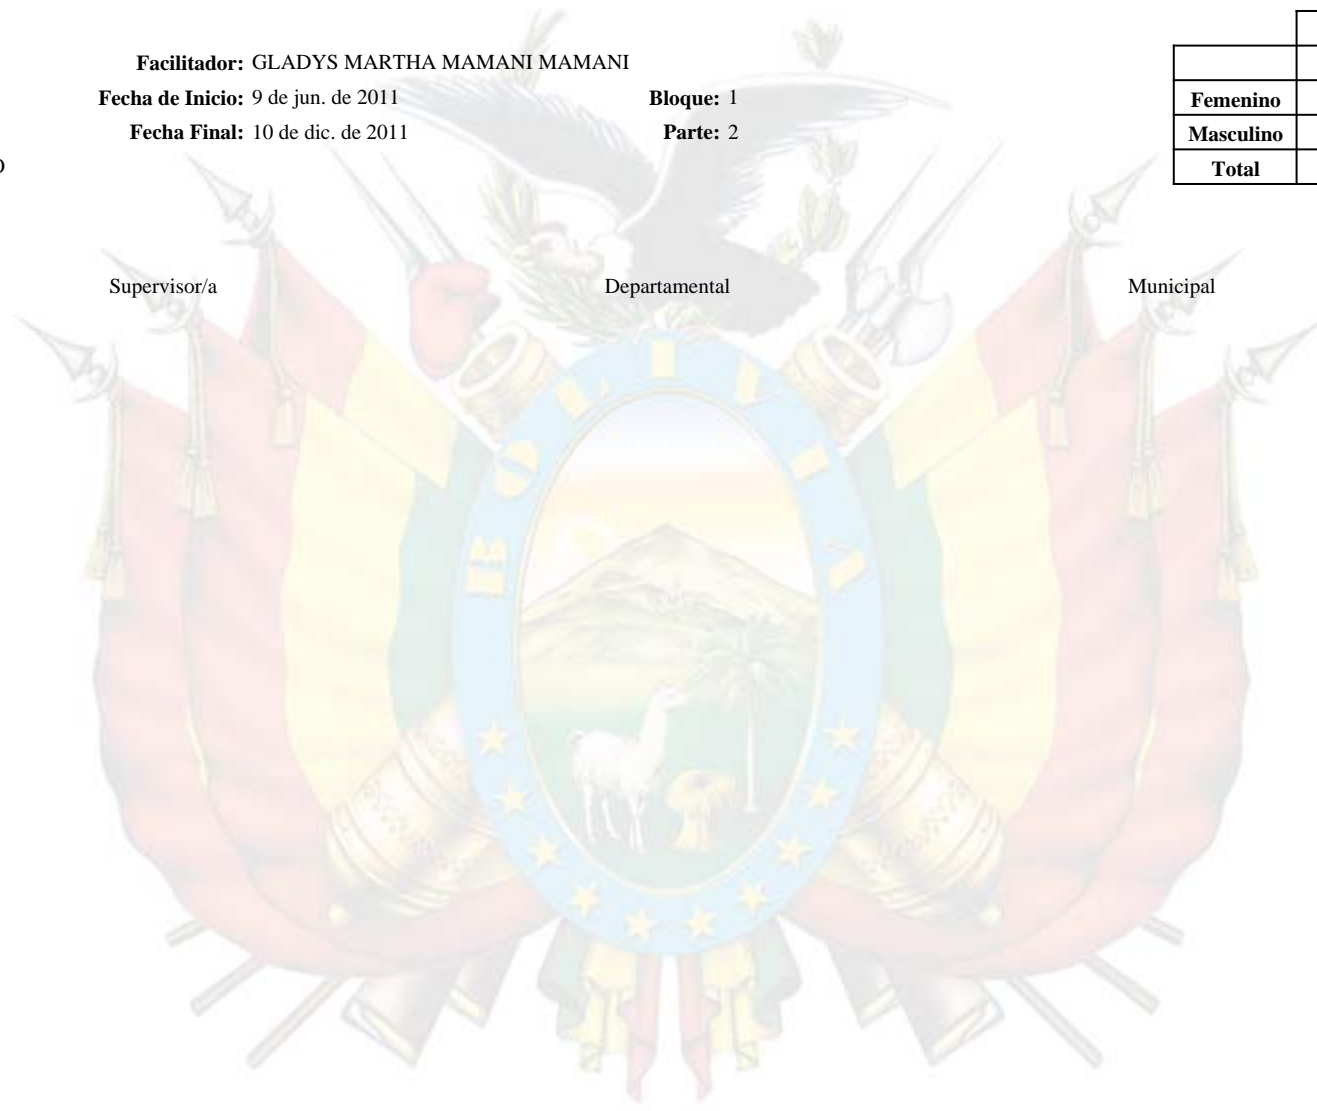 Facilitador: GLADYS MARTHA MAMANI MAMANI
Fecha de Inicio: 9 de jun. de 2011 Bloque: 1
Fecha Final: 10 de dic. de 2011 Parte: 2
Femenino
Masculino
Total
Supervisor/a Departamental Municipal
BOLIVIA